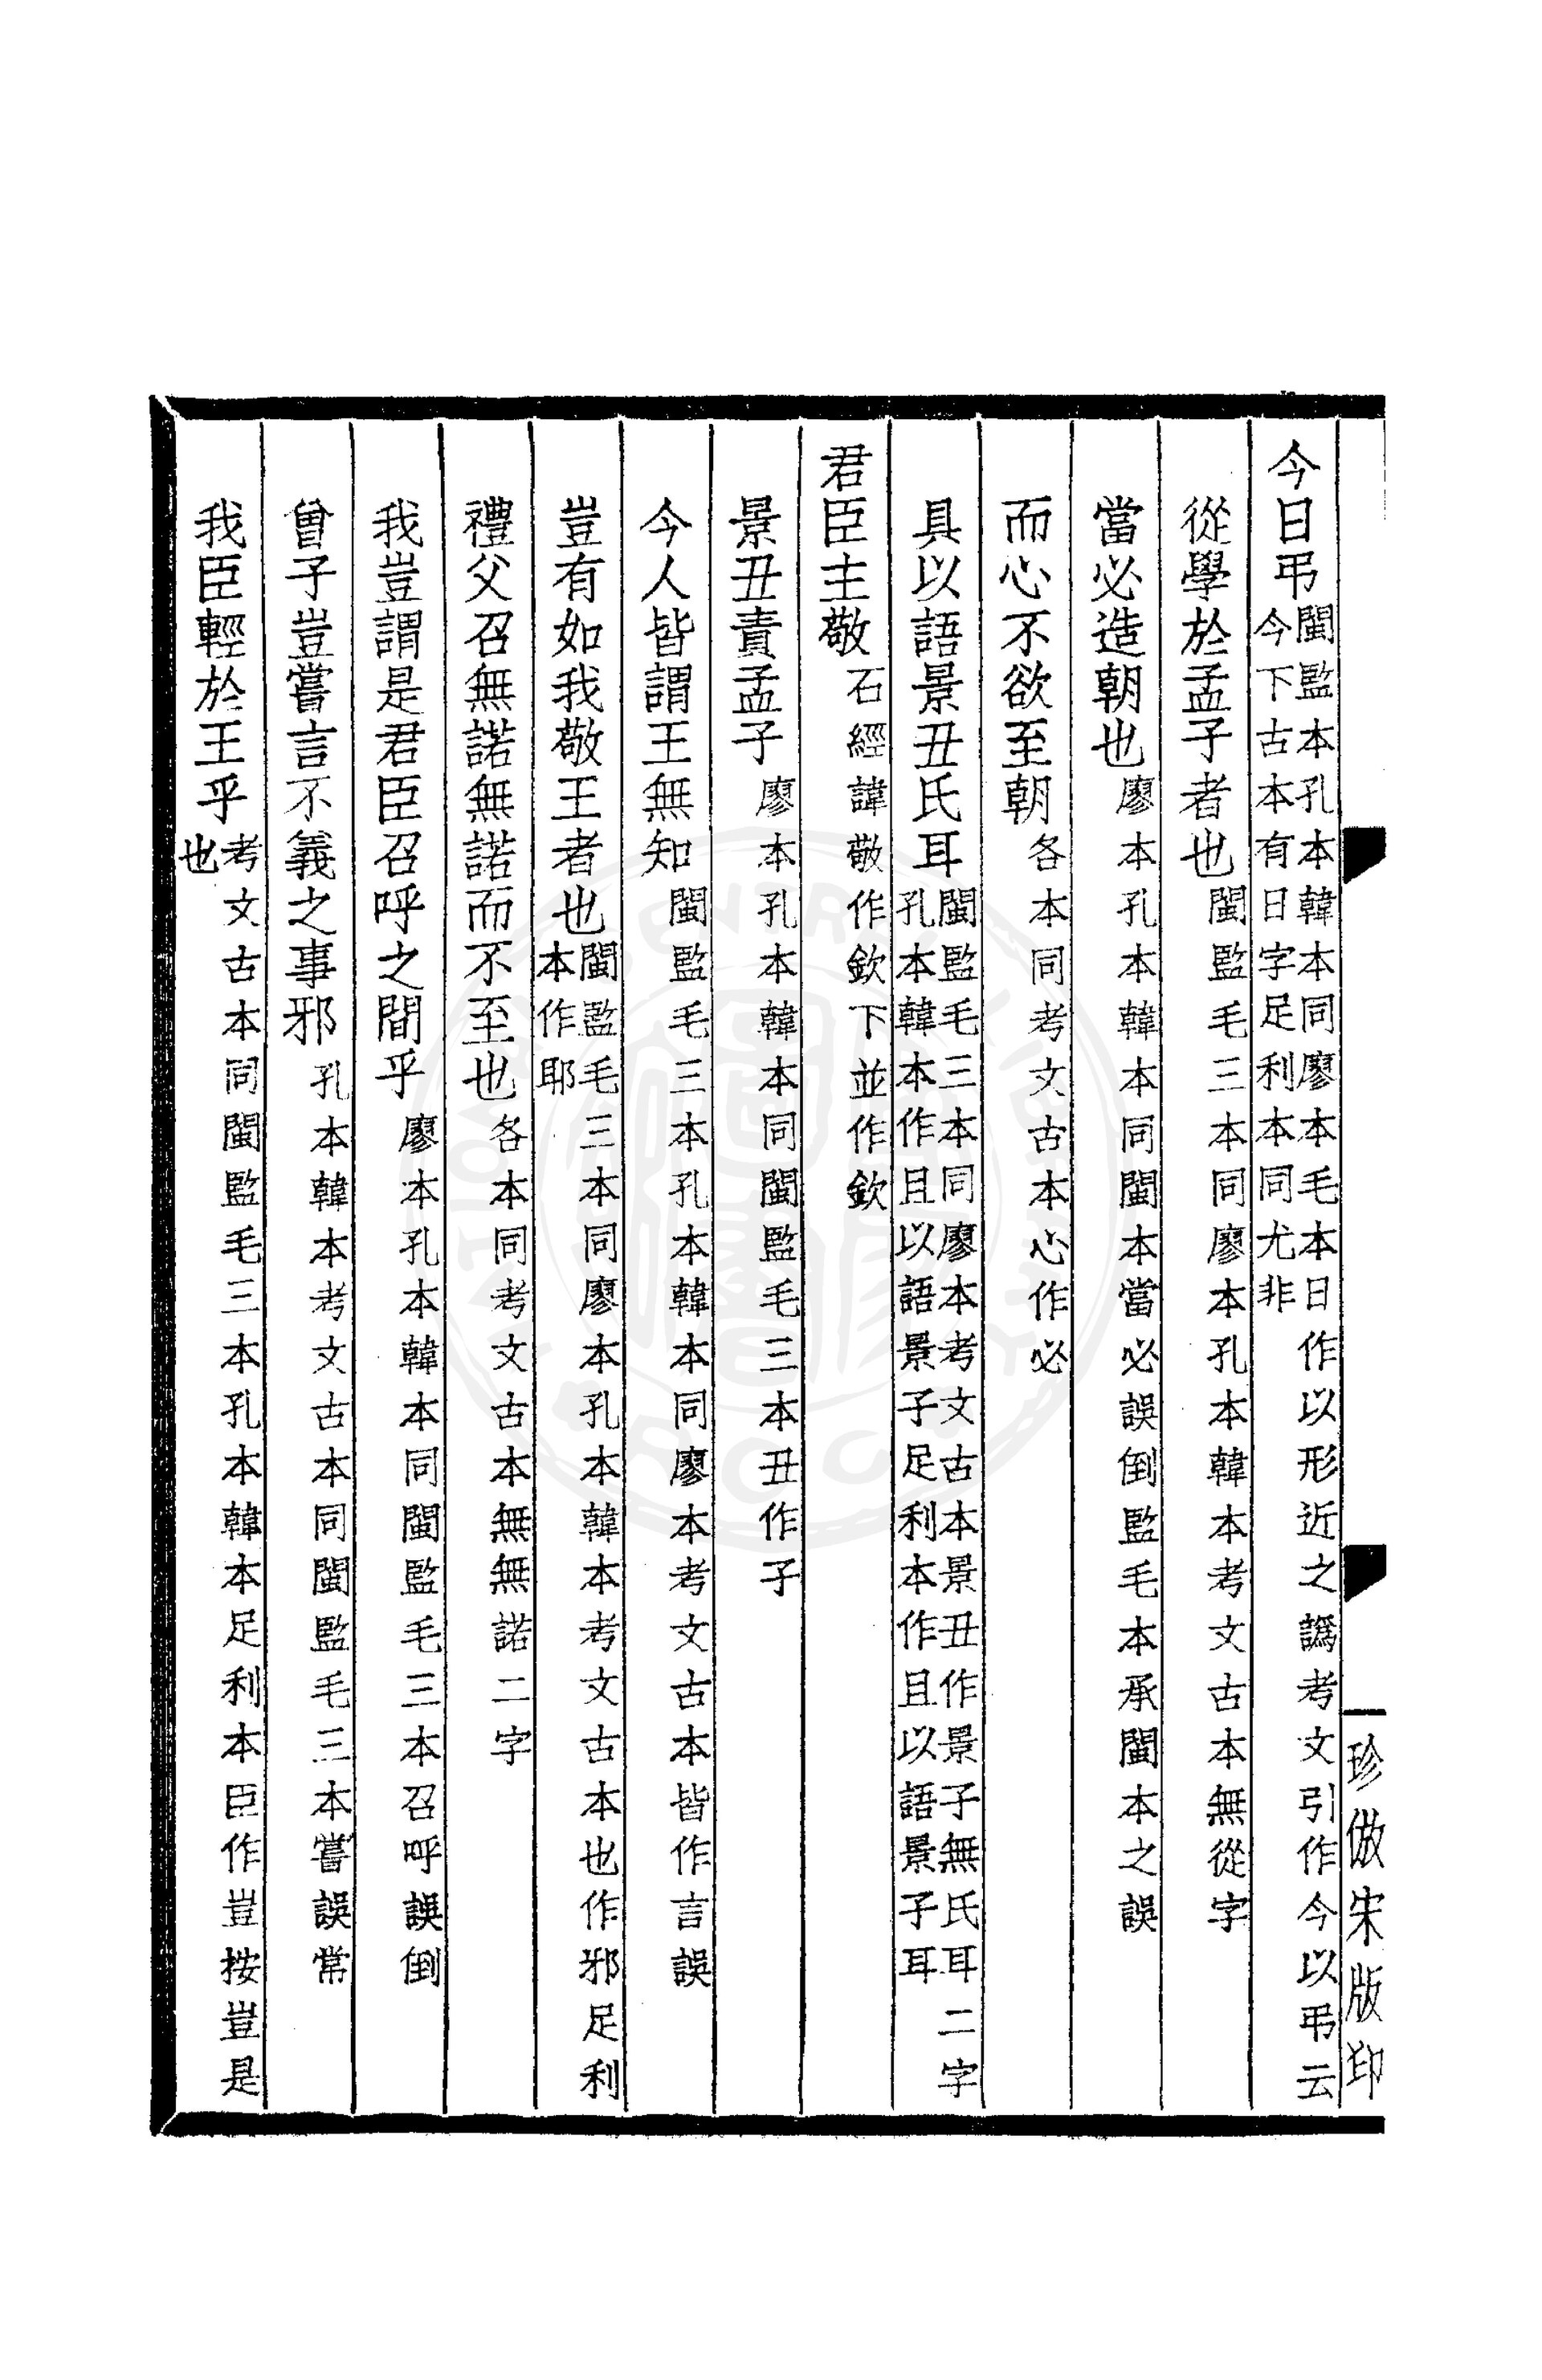 今日弔閩監本孔本韓本同廖本毛本日作以形近之譌考文引作今以弔云
今下古本有日字足利本同尤非
從學於孟子者也閩監毛三本同廖本孔本韓本考文古本無從字
當必造朝也廖本孔本韓本同閩本當必誤倒監毛本承閩本之誤
而心不欲至朝各本同考文古本心作必
具以語景丑氏耳閩監毛三本同廖本考文古本景丑作景子無氏耳二字
孔本韓本作且以語景子足利本作且以語景子耳
君臣主敬石經諱敬作欽下並作欽
景丑責孟子廖本孔本韓本同閩監毛三本丑作子
今人皆謂王無知閩監毛三本孔本韓本同廖本考文古本皆作言誤
豈有如我敬王者也閩監毛三本同廖本孔本韓本考文古本也作邪足利
本作耶
禮父召無諾無諾而不至也各本同考文古本無無諾二字
我豈謂是君臣召呼之間乎廖本孔本韓本同閩監毛三本召呼誤倒
曾子豈嘗言不義之事邪孔本韓本考文古本同閩監毛三本嘗誤常
我臣輕於王乎考文古本同閩監毛三本孔本韓本足利本臣作豈按豈是
也
珍倣宋版印